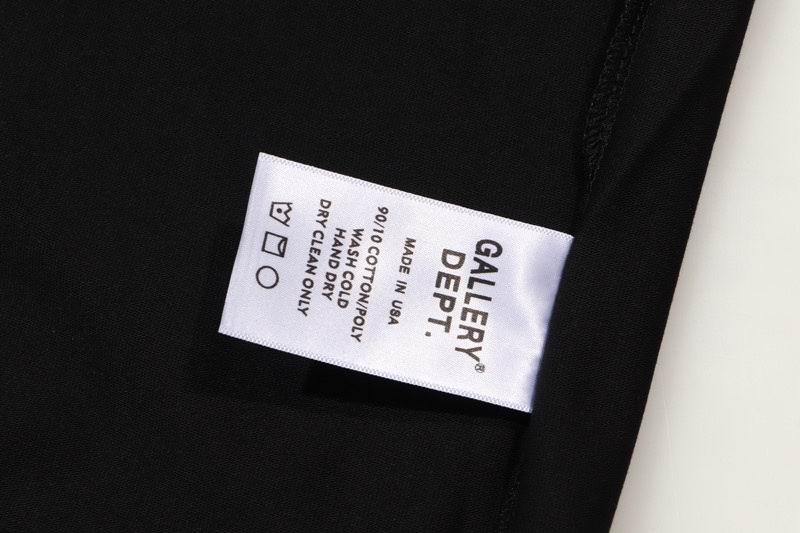 GALLERY
DEPT.®
MADE IN USA
90/10 COTTON/POLY
WASH COLD
HAND DRY
DRY CLEAN ONLY